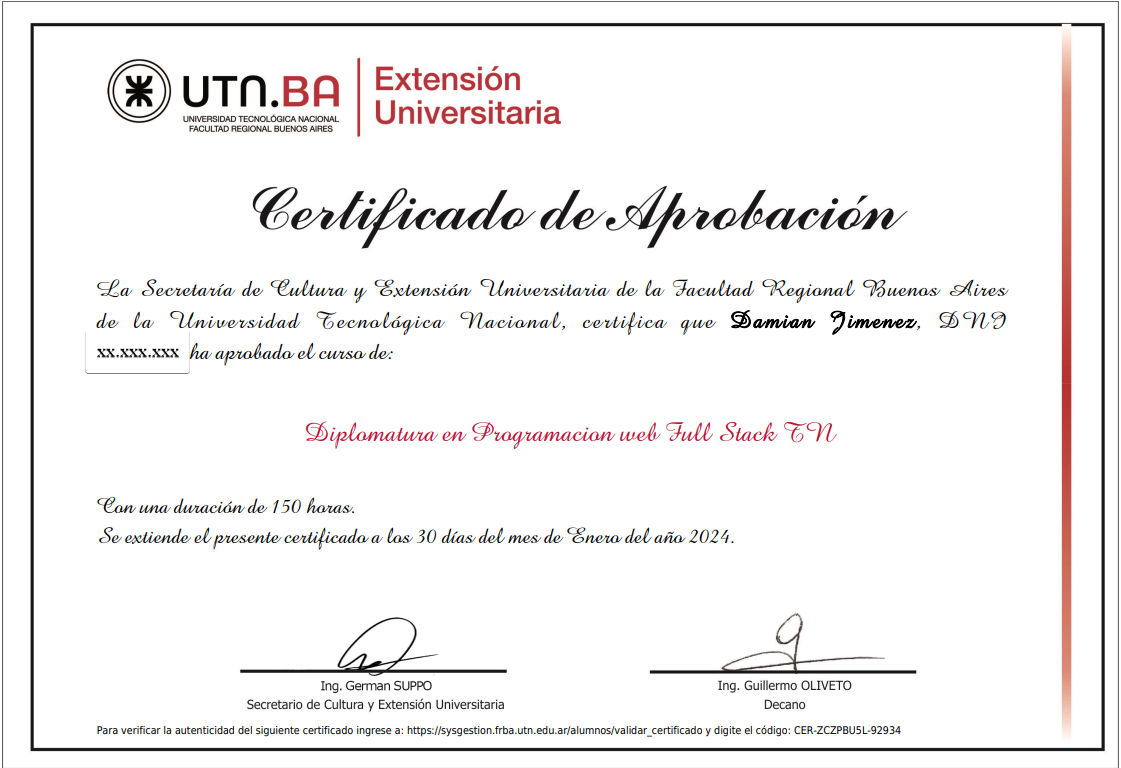 UTN.BA
UNIVERSIDAD TECNOLÓGICA NACIONAL
FACULTAD REGIONAL BUENOS AIRES
Extensión
Universitaria
Certificado de Aprobación
La Secretaría de Cultura y Extensión Universitaria de la Facultad Regional Buenos Aires
de la Universidad Tecnológica Nacional, certifica que Damian Jimenez, DNI
xx.xxx.xxx ha aprobado el curso de:
Diplomatura en Programacion web Full Stack TN
Con una duración de 150 horas.
Se extiende el presente certificado a los 30 días del mes de Enero del año 2024.
Ing. German SUPPO
Secretario de Cultura y Extensión Universitaria
Ing. Guillermo OLIVETO
Decano
Para verificar la autenticidad del siguiente certificado ingrese a: https://sysgestion.frba.utn.edu.ar/alumnos/validar_certificado y digite el código: CER-ZCZPBU5L-92934